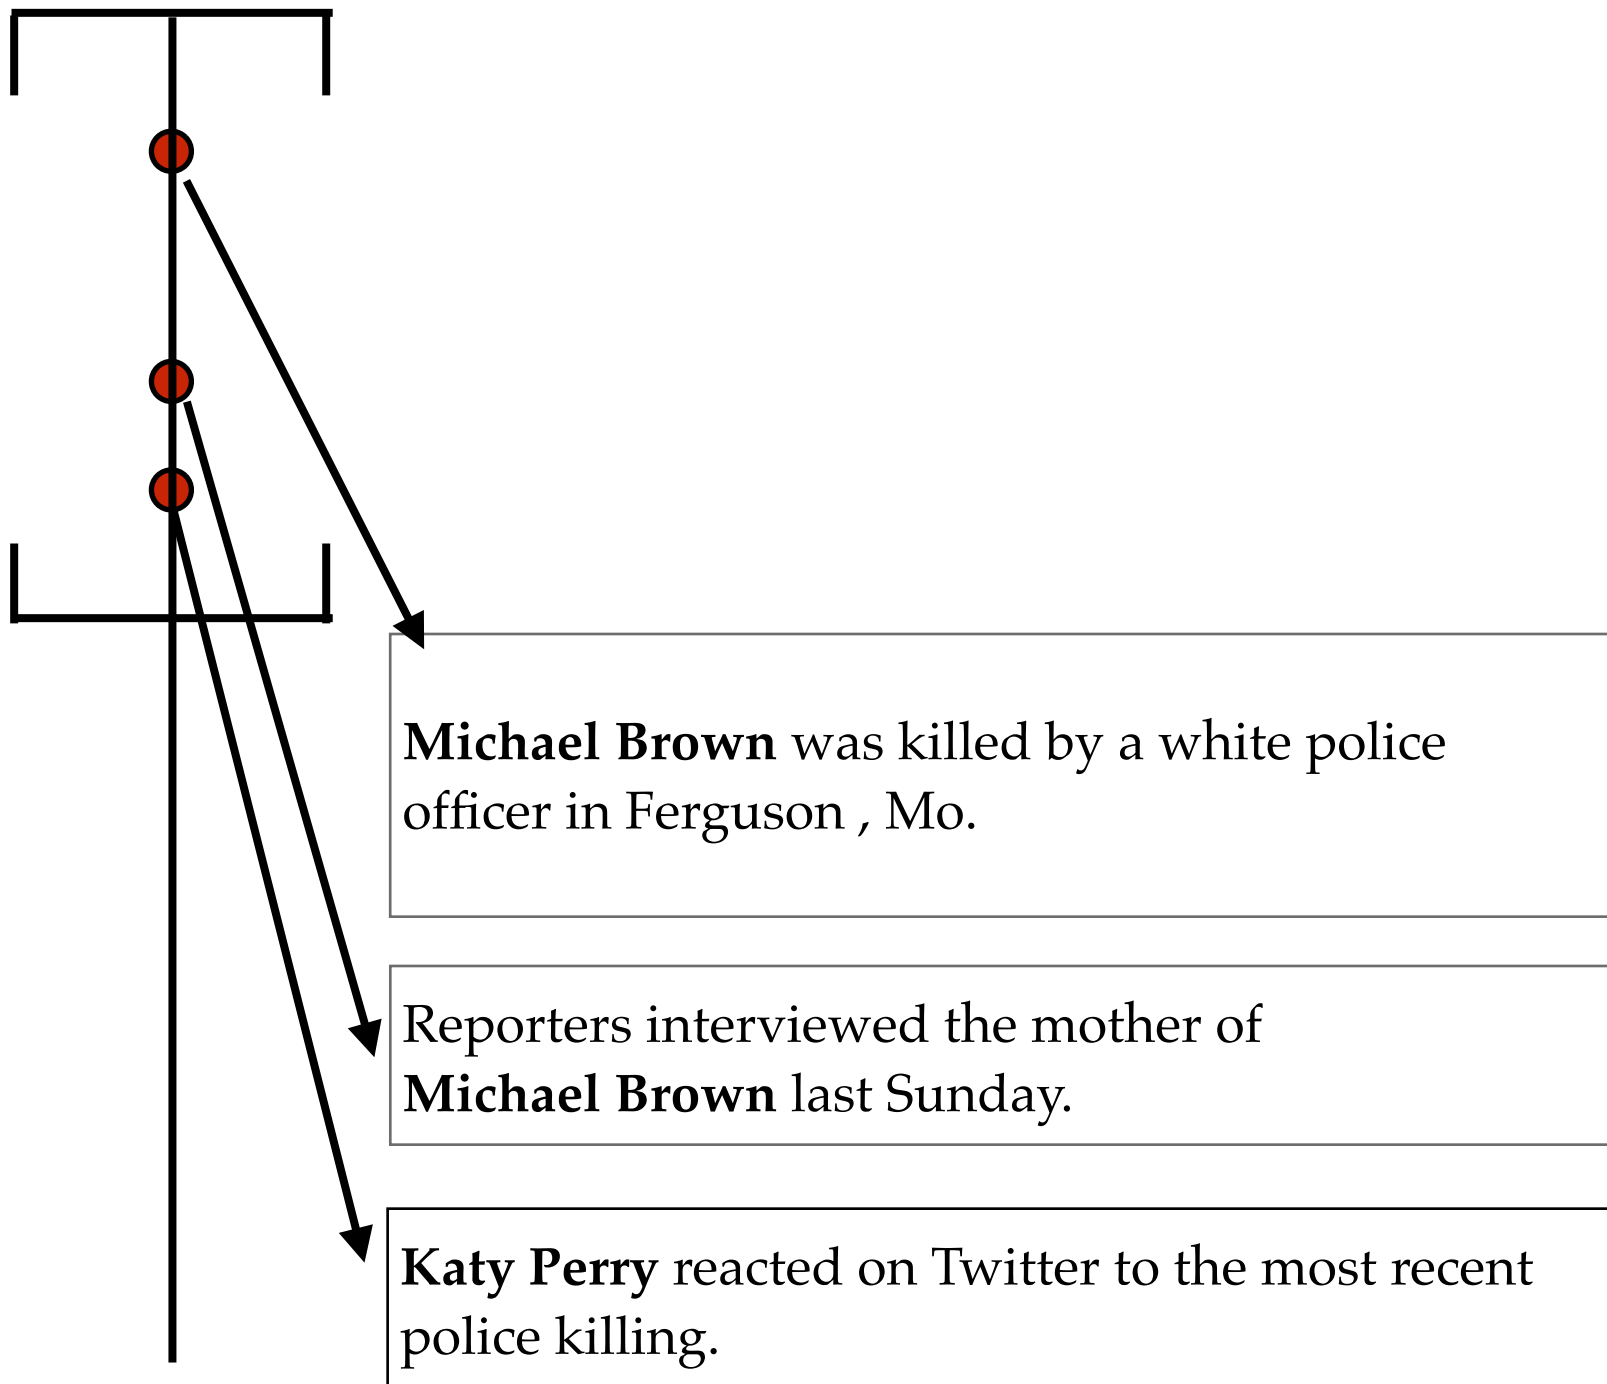 Michael Brown was killed by a white police
officer in Ferguson , Mo.
Reporters interviewed the mother of
Michael Brown last Sunday.
Katy Perry reacted on Twitter to the most recent
police killing.